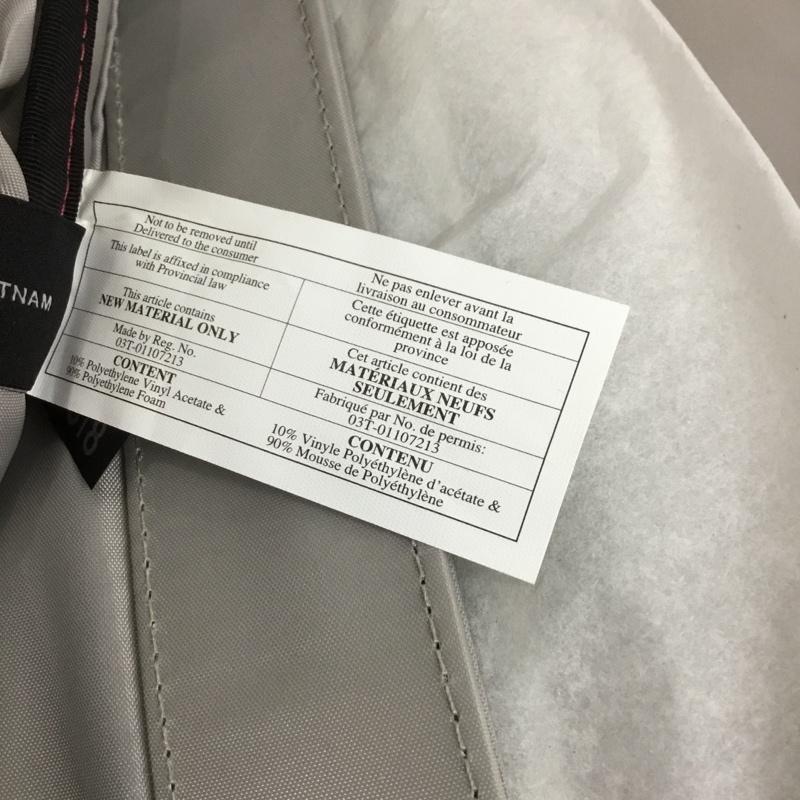 TNAM
Not to be removed until
Delivered to the consumer
This label is affixed in compliance
with Provincial law
This article contains
NEW MATERIAL ONLY
Made by Reg. No.
03T-01107213
CONTENT
10% Polyethylene Vinyl Acetate &
90% Polyethylene Foam
Ne pas enlever avant la
livraison au consommateur
Cette étiquette est apposée
conformément à la loi de la
province
Cet article contient des
MATÉRIAUX NEUFS
SEULEMENT
Fabriqué par No. de permis:
03T-01107213
CONTENU
10% Vinyle Polyéthylène d'acétate &
90% Mousse de Polyéthylène